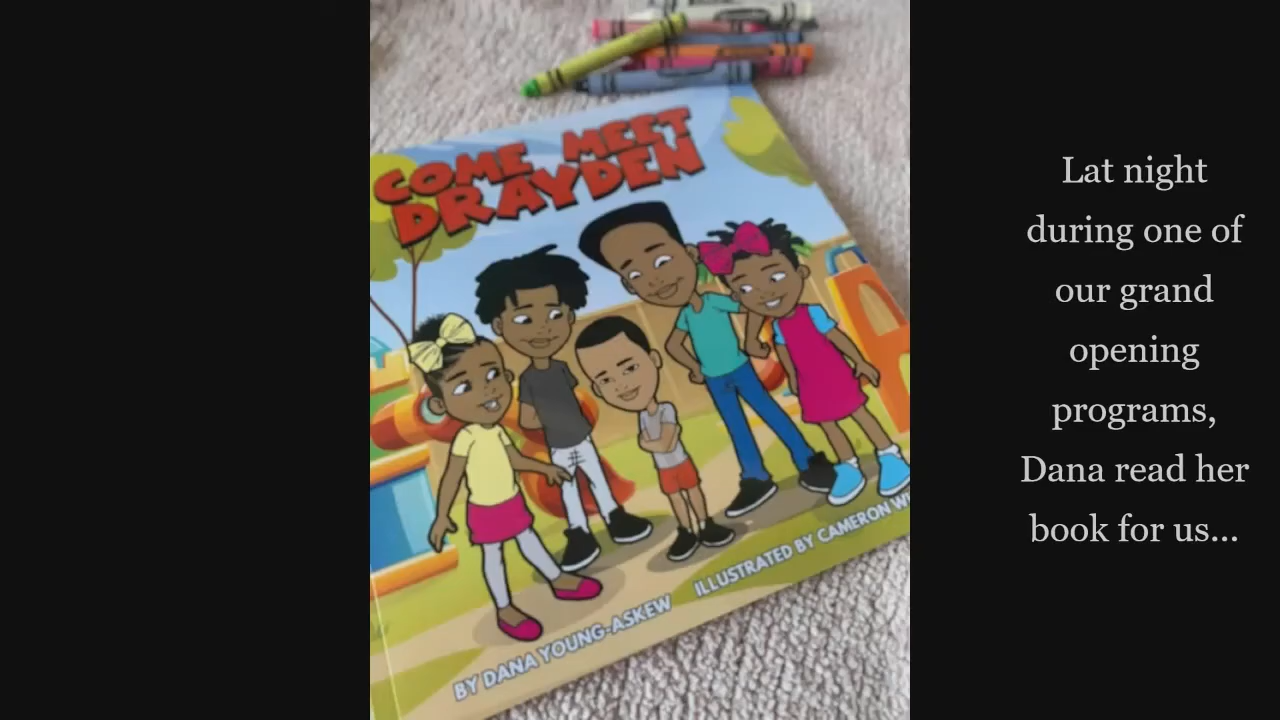 COME MEET
DRAYDEN
BY DANA YOUNG-ASKEW
ILLUSTRATED BY CAMERON
Lat night
during one of
our grand
opening
programs,
Dana read her
book for us...